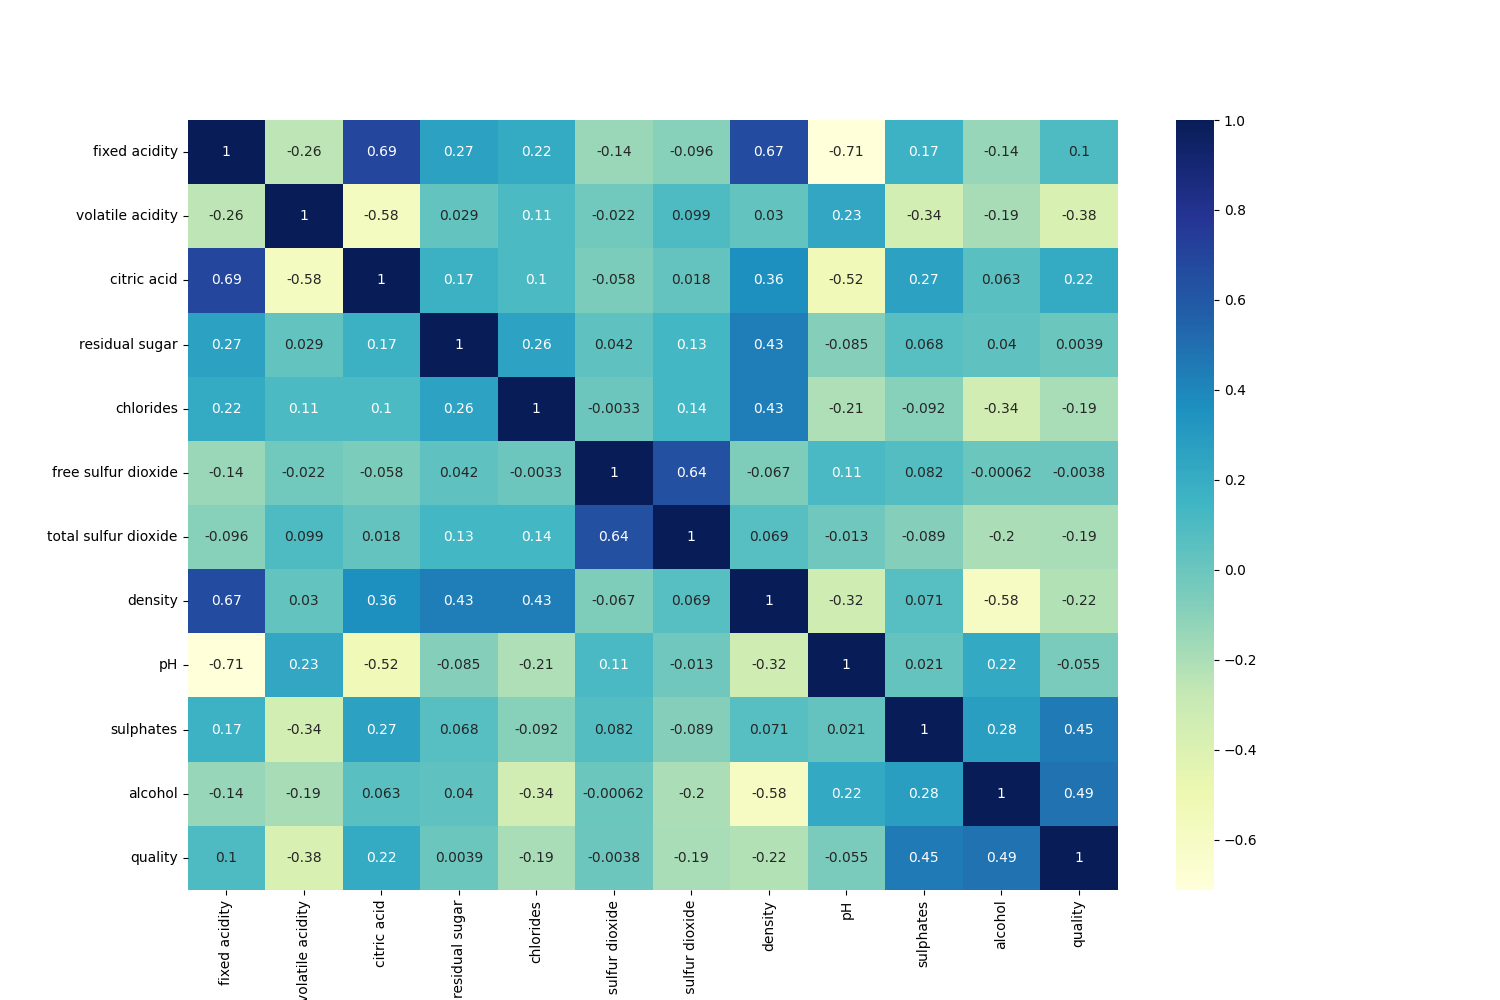 fixed acidity 1 -0.26 0.69 0.27 0.22 -0.14 -0.096 0.67 -0.71 0.17 -0.14 0.1
volatile acidity -0.26 1 -0.58 0.029 0.11 -0.022 0.099 0.03 0.23 -0.34 -0.19 -0.38
citric acid 0.69 -0.58 1 0.17 0.1 -0.058 0.018 0.36 -0.52 0.27 0.063 0.22
residual sugar 0.27 0.029 0.17 1 0.26 0.042 0.13 0.43 -0.085 0.068 0.04 0.0039
chlorides 0.22 0.11 0.1 0.26 1 -0.0033 0.14 0.43 -0.21 -0.092 -0.34 -0.19
free sulfur dioxide -0.14 -0.022 -0.058 0.042 -0.0033 1 0.64 -0.067 0.11 0.082 -0.00062 -0.0038
total sulfur dioxide -0.096 0.099 0.018 0.13 0.14 0.64 1 0.069 -0.013 -0.089 -0.2 -0.19
density 0.67 0.03 0.36 0.43 0.43 -0.067 0.069 1 -0.32 0.071 -0.58 -0.22
pH -0.71 0.23 -0.52 -0.085 -0.21 0.11 -0.013 -0.32 1 0.021 0.22 -0.055
sulphates 0.17 -0.34 0.27 0.068 -0.092 0.082 -0.089 0.071 0.021 1 0.28 0.45
alcohol -0.14 -0.19 0.063 0.04 -0.34 -0.00062 -0.2 -0.58 0.22 0.28 1 0.49
quality 0.1 -0.38 0.22 0.0039 -0.19 -0.0038 -0.19 -0.22 -0.055 0.45 0.49 1
fixed acidity
volatile acidity
citric acid
residual sugar
chlorides
sulfur dioxide
sulfur dioxide
density
pH
sulphates
alcohol
quality
1.0
0.8
0.6
0.4
0.2
0.0
−0.2
−0.4
−0.6